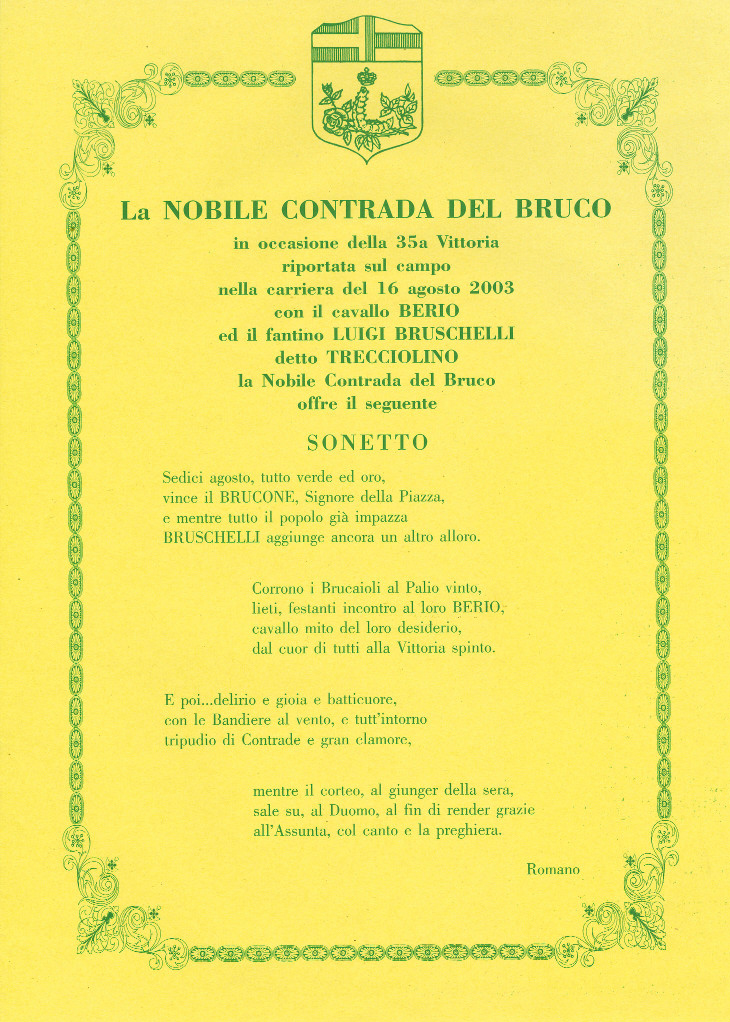 La NOBILE CONTRADA DEL BRUCO
in occasione della 35a Vittoria
riportata sul campo
nella carriera del 16 agosto 2003
con il cavallo BERIO
ed il fantino LUIGI BRUSCHELLI
detto TRECCIOLINO
la Nobile Contrada del Bruco
offre il seguente
SONETTO
Sedici agosto, tutto verde ed oro,
vince il BRUCONE, Signore della Piazza,
e mentre tutto il popolo già impazza
BRUSCHELLI aggiunge ancora un altro alloro.
Corrono i Brucaioli al Palio vinto,
lieti, festanti incontro al loro BERIO,
cavallo mito del loro desiderio,
dal cuor di tutti alla Vittoria spinto.
E poi...delirio e gioia e batticuore,
con le Bandiere al vento, e tutt'intorno
tripudio di Contrade e gran clamore,
mentre il corteo, al giunger della sera,
sale su, al Duomo, al fin di render grazie
all'Assunta, col canto e la preghiera.
Romano